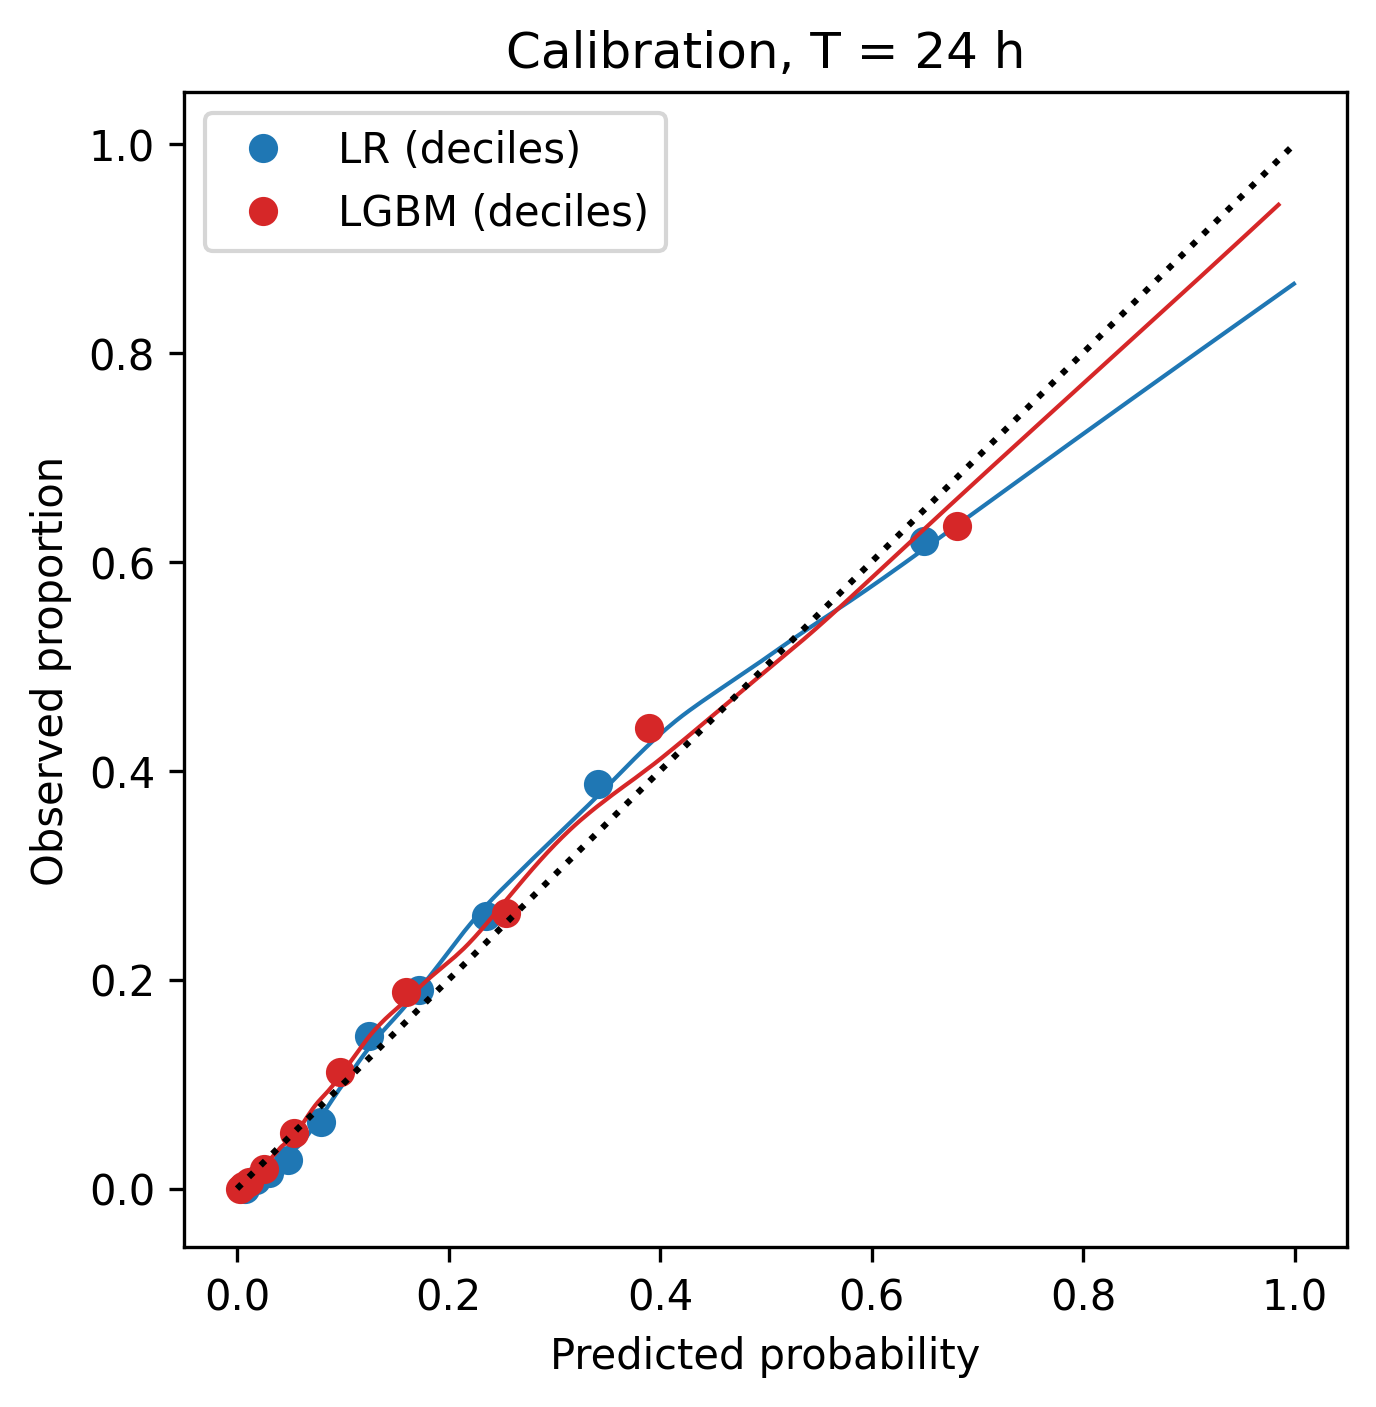 Calibration, T = 24 h
LR (deciles)
LGBM (deciles)
1.0
0.8
0.6
0.4
0.2
0.0
Observed proportion
0.0 0.2 0.4 0.6 0.8 1.0
Predicted probability